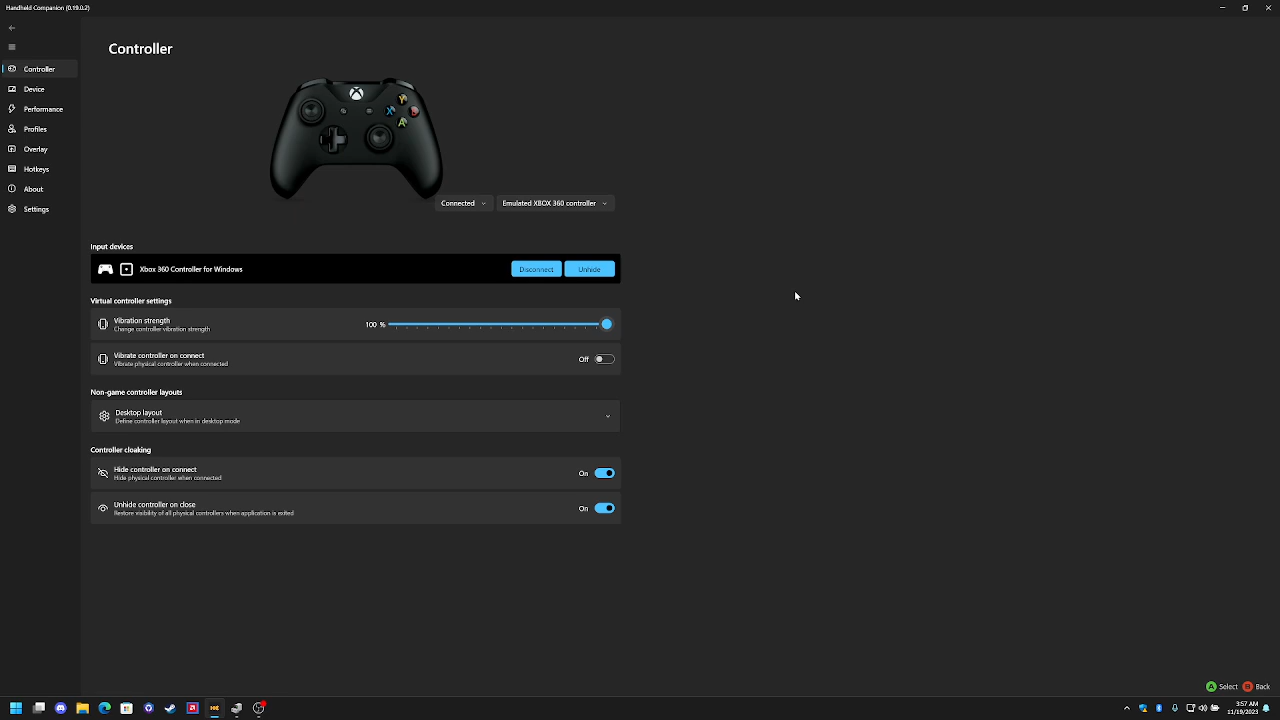 Handheld Companion (0.19.0.2)
Controller
Controller
Device
Performance
Profiles
Overlay
Hotkeys
About
Settings
Y
X
B
A
Connected
Emulated XBOX 360 controller
Input devices
Xbox 360 Controller for Windows
Disconnect
Unhide
Virtual controller settings
Vibration strength
Change controller vibration strength
100 %
Vibrate controller on connect
Vibrate physical controller when connected
Off
Non-game controller layouts
Desktop layout
Define controller layout when in desktop mode
Controller cloaking
Hide controller on connect
Hide physical controller when connected
On
Unhide controller on close
Restore visibility of all physical controllers when application is exited
On
A Select B Back
3:57 AM
11/19/2023